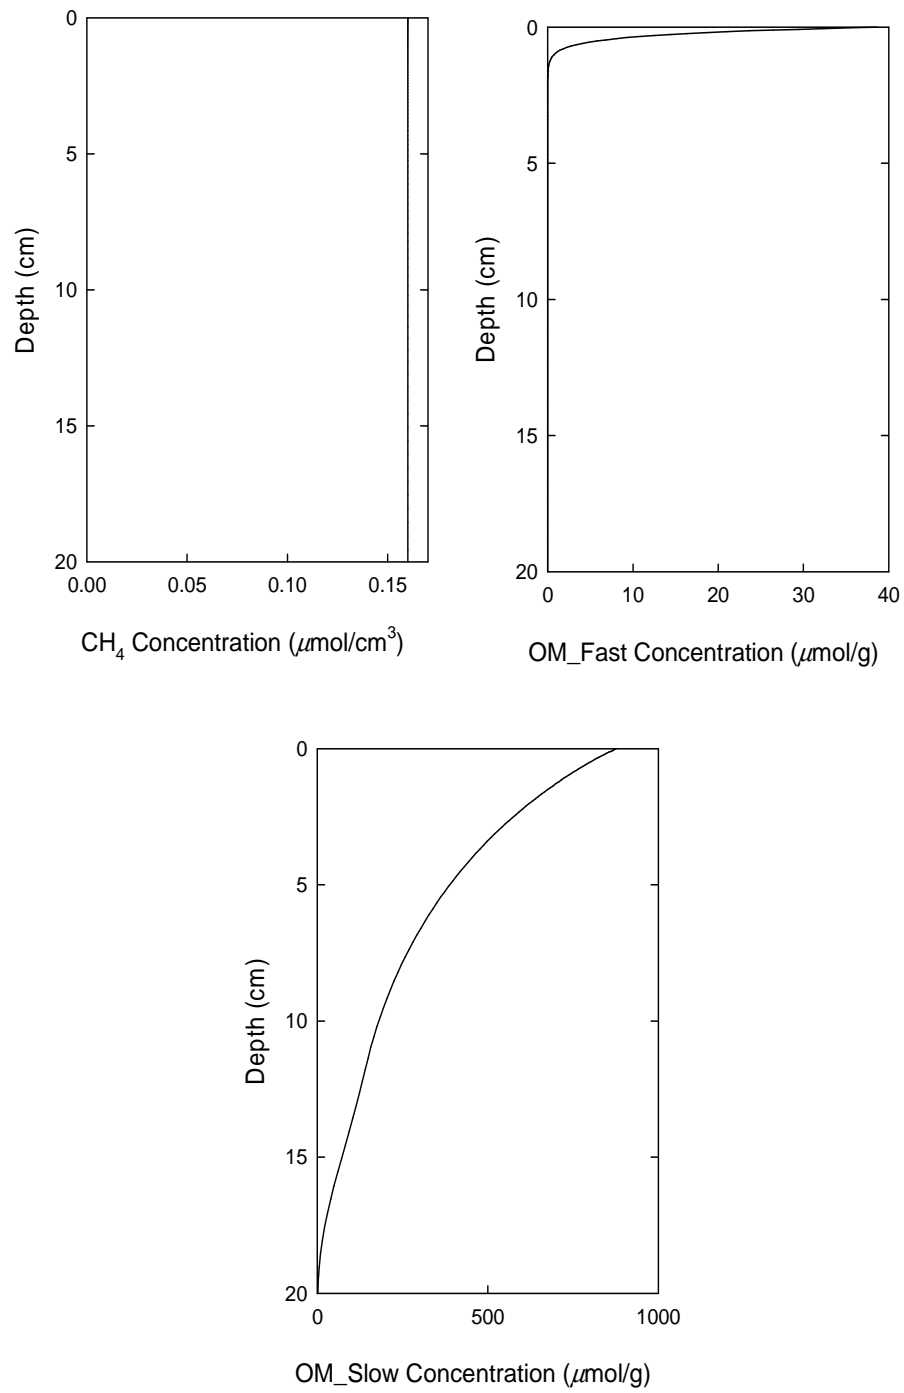 0
5
10
15
20
Depth (cm)
0.00 0.05 0.10 0.15
CH₄ Concentration (μmol/cm³)
0
5
10
15
20
Depth (cm)
0 10 20 30 40
OM_Fast Concentration (μmol/g)
0
5
10
15
20
Depth (cm)
0 500 1000
OM_Slow Concentration (μmol/g)